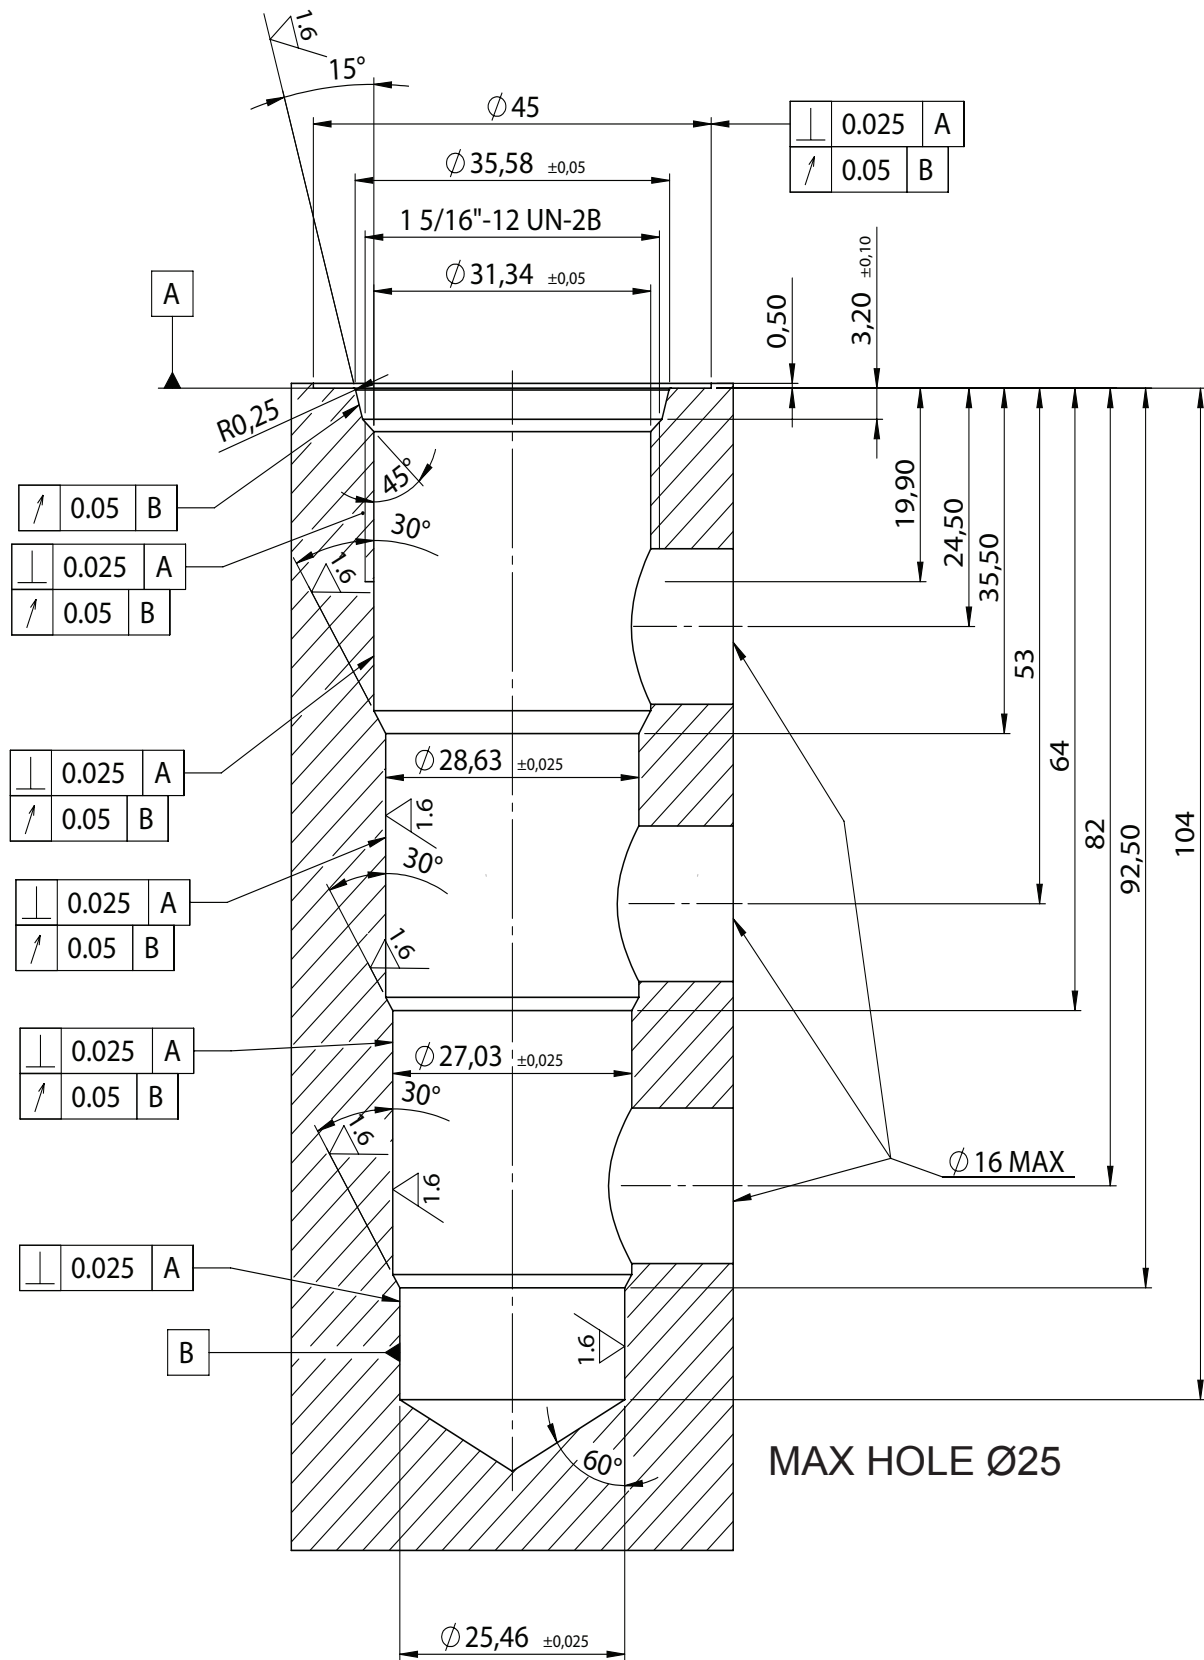 1.6
15°
Ø45
⊥ 0.025 A
↗ 0.05 B
Ø35,58 ±0,05
1 5/16"-12 UN-2B
Ø31,34 ±0,05
A
0,50
3,20 ±0,10
R0,25
45°
↗ 0.05 B
30°
⊥ 0.025 A
↗ 0.05 B
1.6
19,90
24,50
35,50
53
64
82
92,50
104
⊥ 0.025 A
↗ 0.05 B
Ø28,63 ±0,025
1.6
30°
⊥ 0.025 A
↗ 0.05 B
1.6
⊥ 0.025 A
↗ 0.05 B
Ø27,03 ±0,025
30°
1.6
1.6
Ø16 MAX
⊥ 0.025 A
B
1.6
60°
MAX HOLE Ø25
Ø25,46 ±0,025